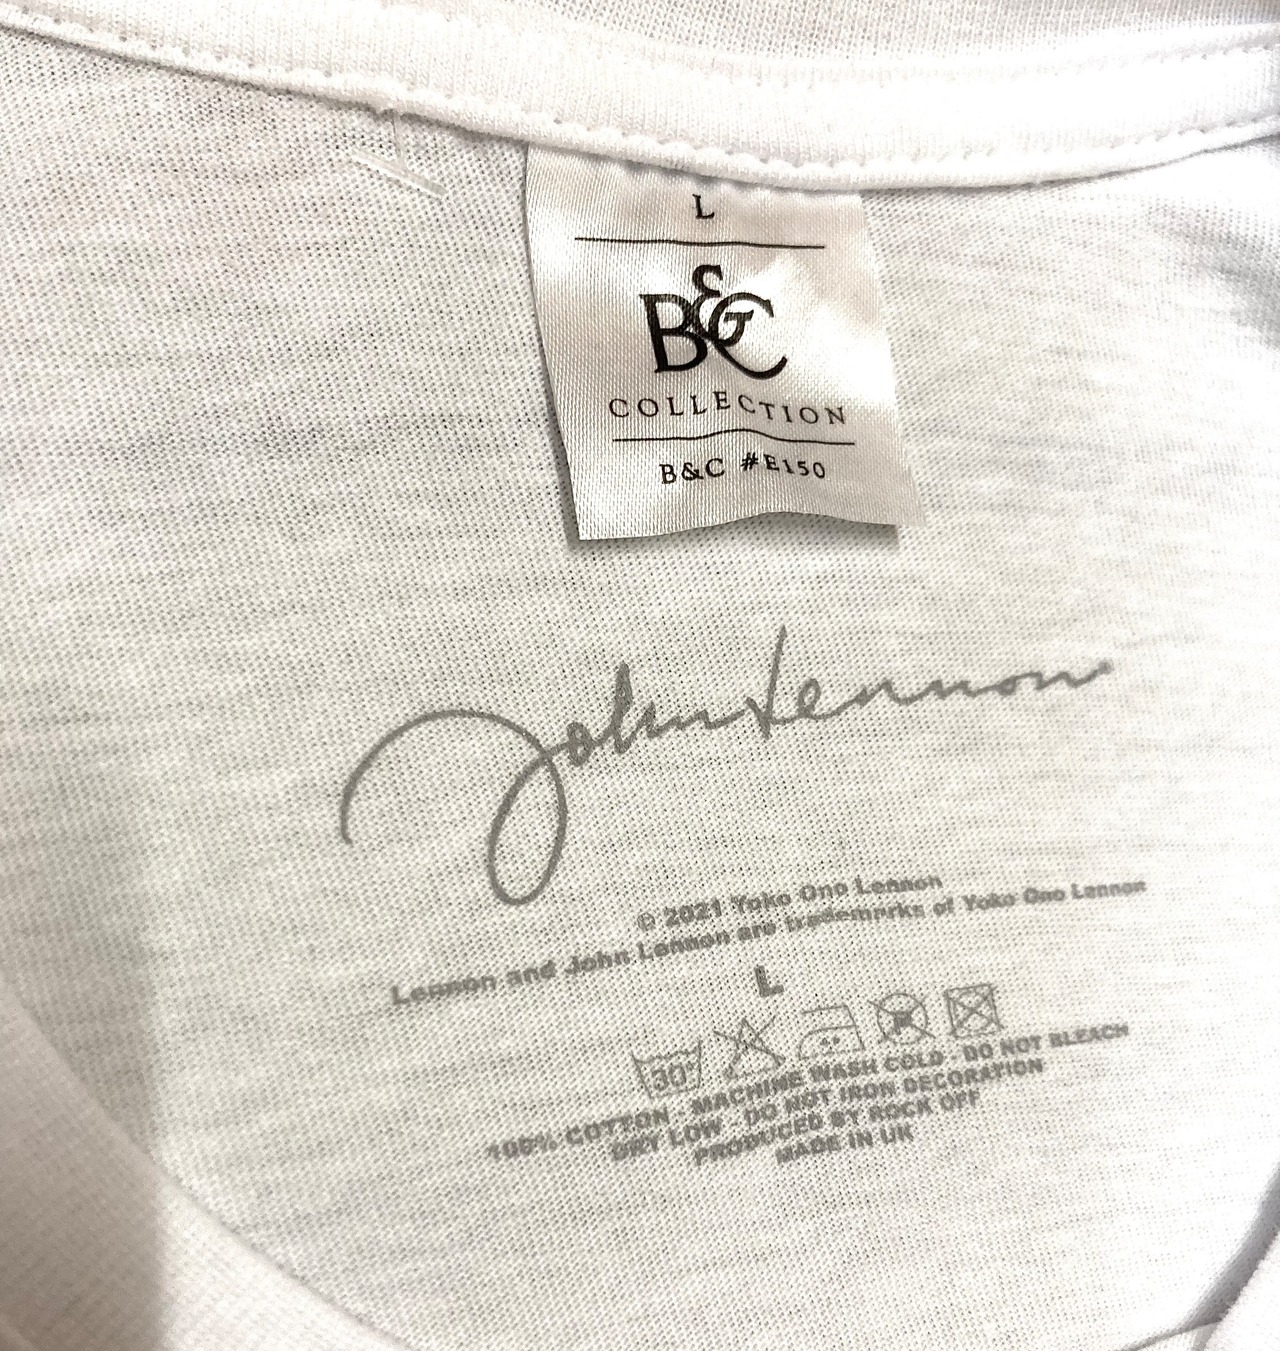 L
B&C
COLLECTION
B&C #E150
John Lennon
© 2021 Yoko Ono Lennon
Lennon and John Lennon are trademarks of Yoko Ono Lennon
L
30°
100% COTTON - MACHINE WASH COLD - DO NOT BLEACH
DRY LOW - DO NOT IRON DECORATION
PRODUCED BY ROCK OFF
MADE IN UK